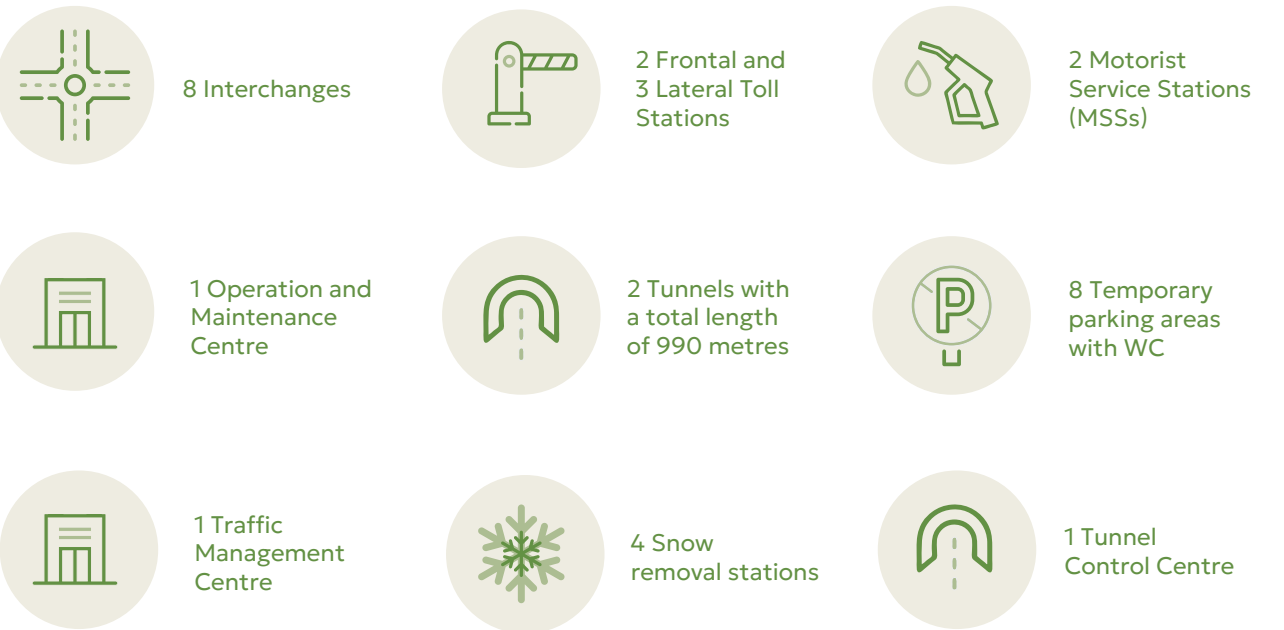 8 Interchanges
2 Frontal and
3 Lateral Toll
Stations
2 Motorist
Service Stations
(MSSs)
1 Operation and
Maintenance
Centre
2 Tunnels with
a total length
of 990 metres
8 Temporary
parking areas
with WC
1 Traffic
Management
Centre
4 Snow
removal stations
1 Tunnel
Control Centre